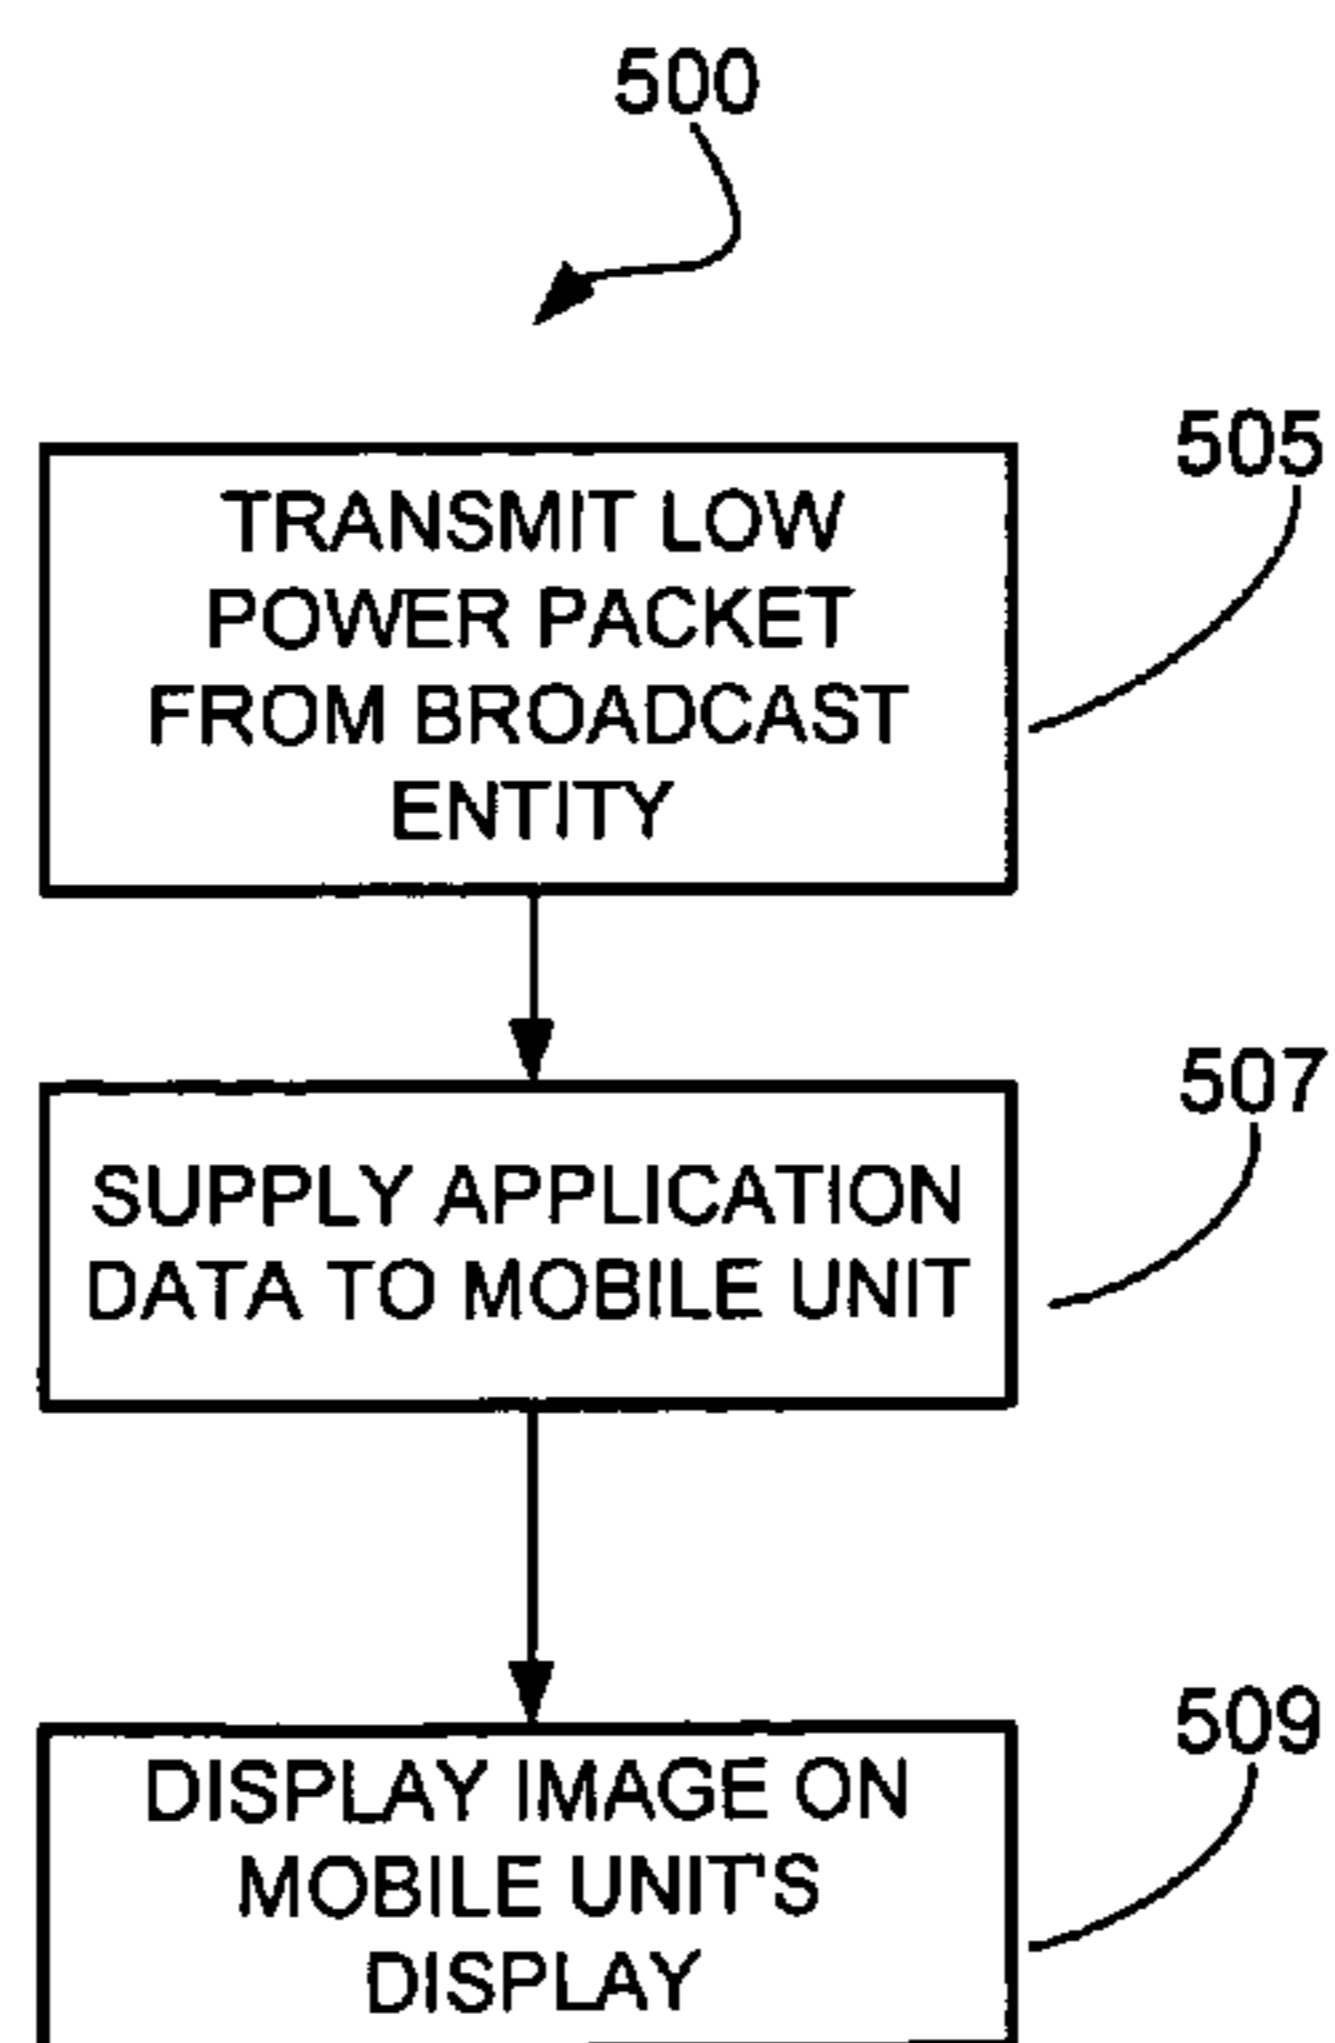 500
505
TRANSMIT LOW
POWER PACKET
FROM BROADCAST
ENTITY
507
SUPPLY APPLICATION
DATA TO MOBILE UNIT
509
DISPLAY IMAGE ON
MOBILE UNIT'S
DISPLAY